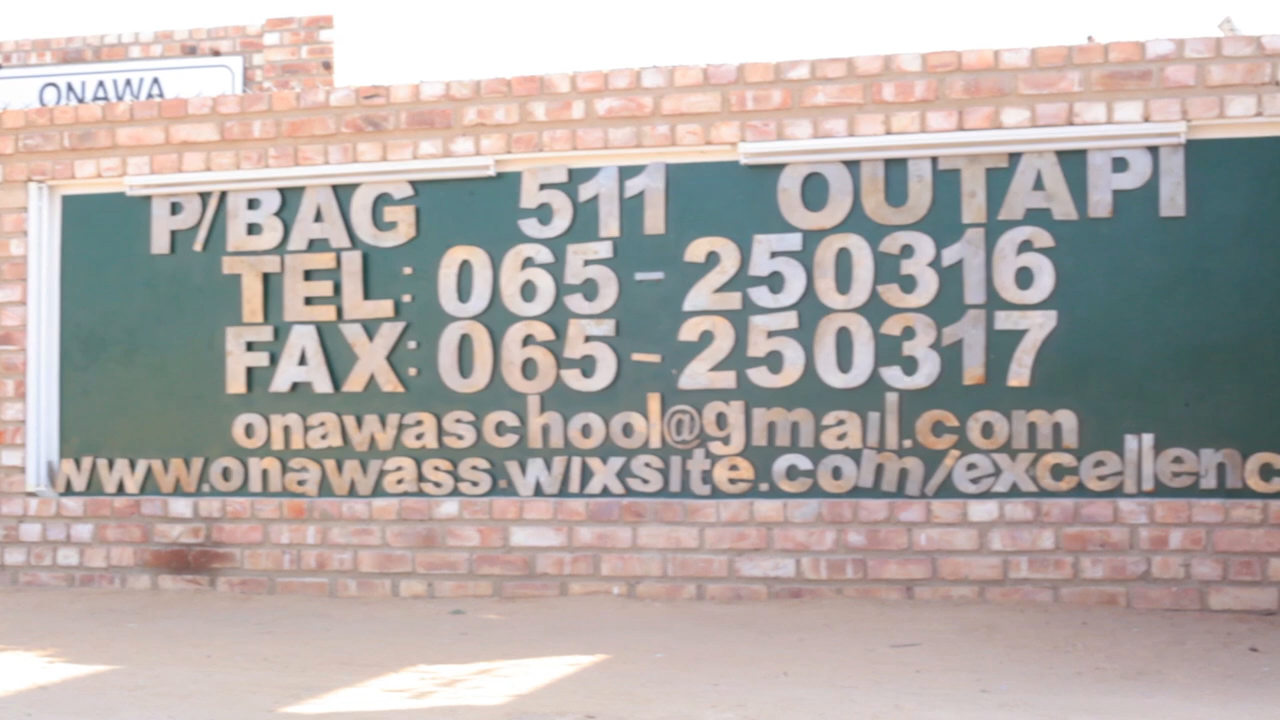 ONAWA
P/BAG 511 OUTAPI
TEL: 065-250316
FAX: 065-250317
onawaschool@gmail.com
www.onawass.wixsite.com/excellenc